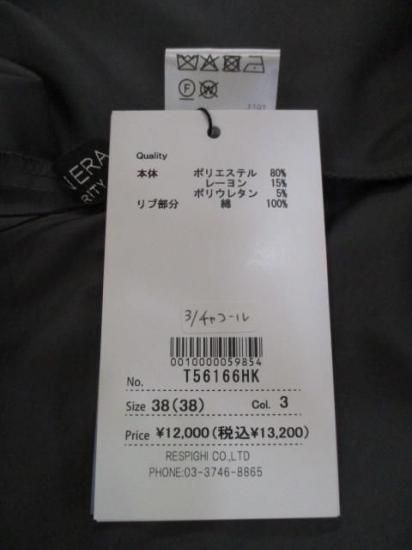 Quality
本体 ポリエステル 80%
レーヨン 15%
ポリウレタン 5%
リブ部分 綿 100%
3/チャコール
0010000059854
No. T56166HK
Size 38(38) Col. 3
Price ¥12,000(税込¥13,200)
RESPIGHI CO.,LTD
PHONE:03-3746-8865
F
W
NERA
RITY